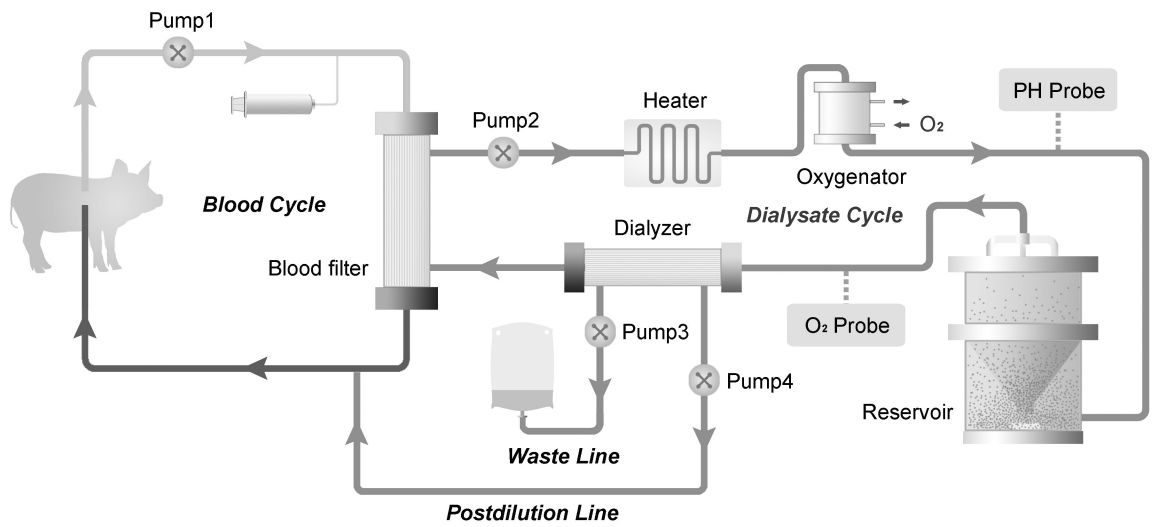 Pump1
PH Probe
Heater
Pump2
O₂
Oxygenator
Blood Cycle
Dialysate Cycle
Dialyzer
Blood filter
O₂ Probe
Pump3
Pump4
Reservoir
Waste Line
Postdilution Line